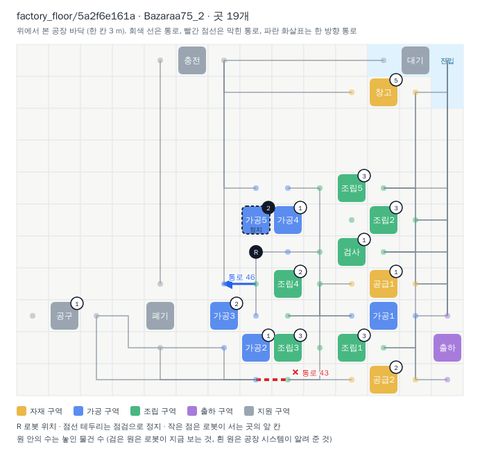 factory_floor/5a2f6e161a · Bazaraa75_2 · 곳 19개
위에서 본 공장 바닥 (한 칸 3 m). 회색 선은 통로, 빨간 점선은 막힌 통로, 파란 화살표는 한 방향 통로
충전
대기
진입
창고
5
조립5
3
가공5
2
정지
가공4
1
조립2
3
R
검사
1
통로 46
조립4
2
공급1
1
공구
1
폐기
가공3
2
가공1
가공2
1
조립3
3
조립1
3
출하
통로 43
공급2
2
자재 구역
가공 구역
조립 구역
출하 구역
지원 구역
R 로봇 위치 · 점선 테두리는 점검으로 정지 · 작은 점은 로봇이 서는 곳의 앞 칸
원 안의 수는 놓인 물건 수 (검은 원은 로봇이 지금 보는 것, 흰 원은 공장 시스템이 알려 준 것)